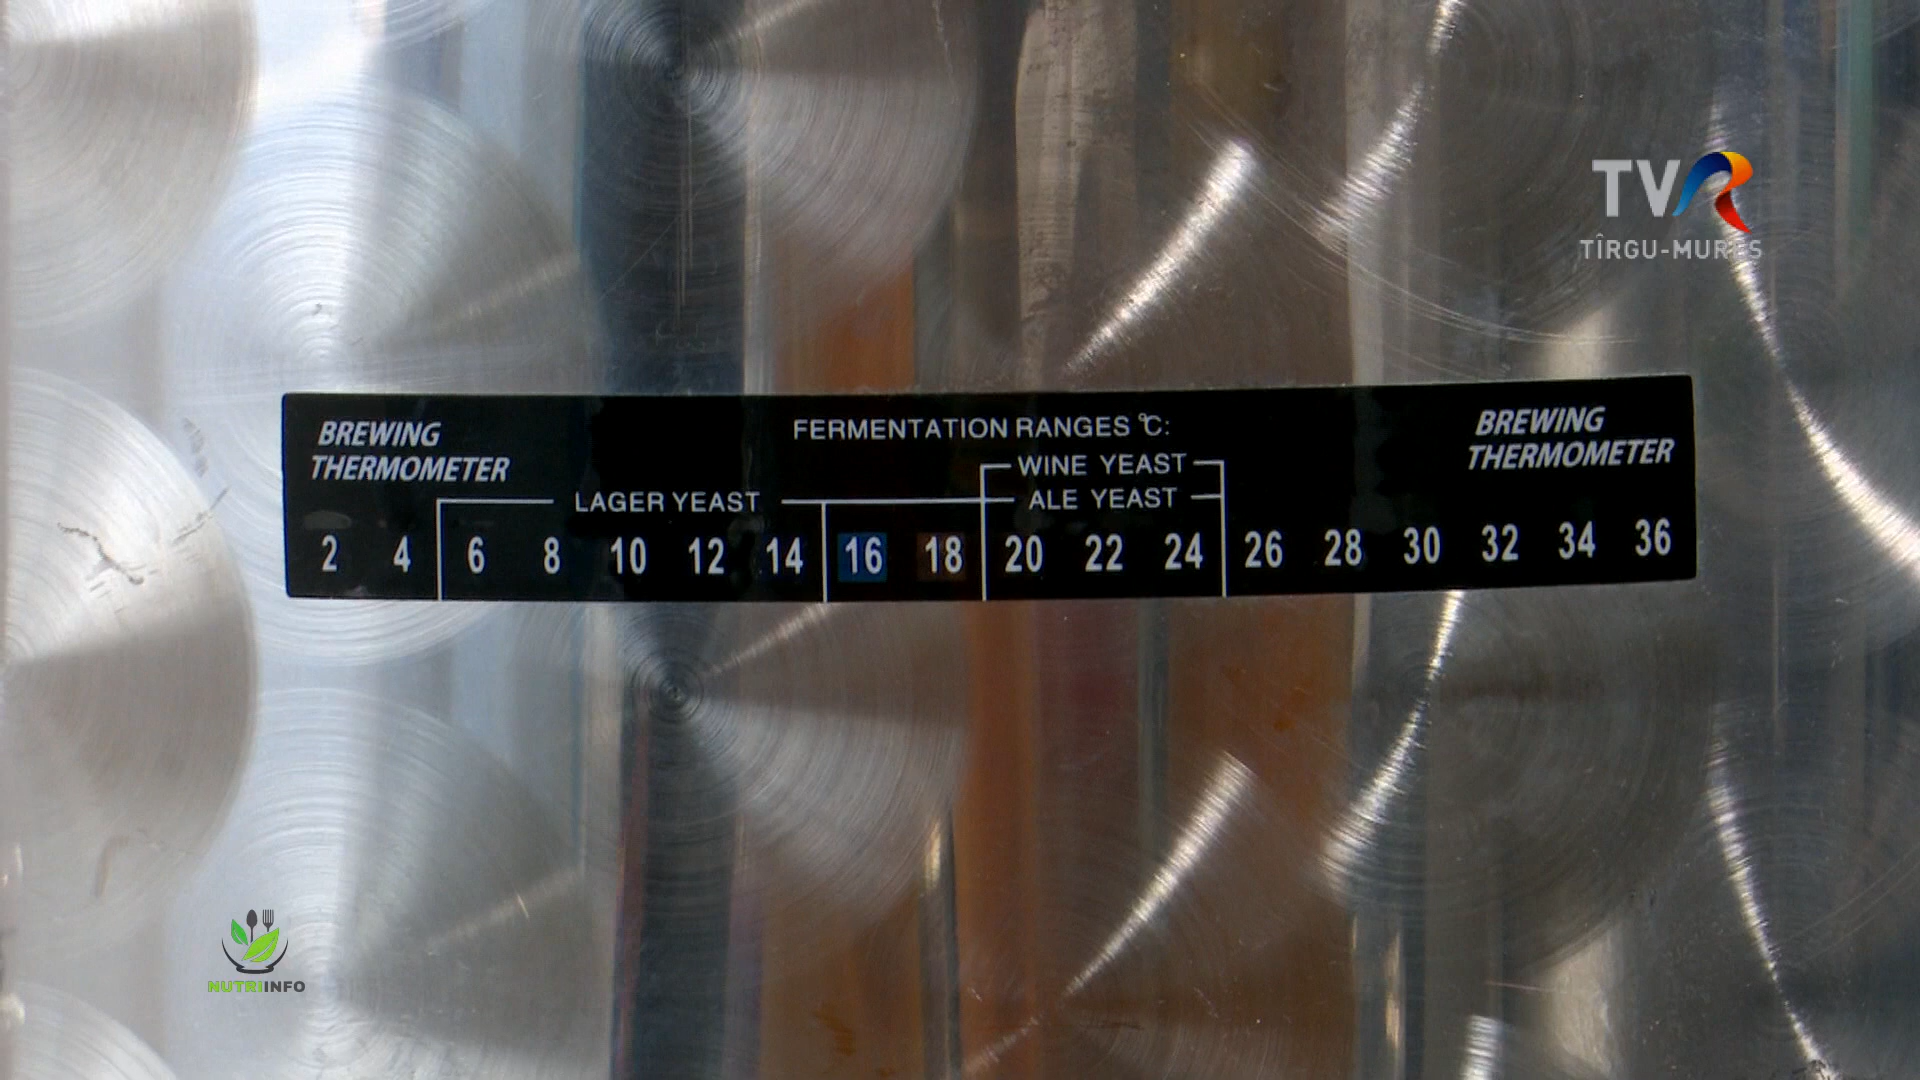 TVR
TÎRGU-MUREȘ
BREWING
THERMOMETER
FERMENTATION RANGES °C:
BREWING
THERMOMETER
WINE YEAST
LAGER YEAST
ALE YEAST
2 4 6 8 10 12 14 16 18 20 22 24 26 28 30 32 34 36
NUTRIINFO